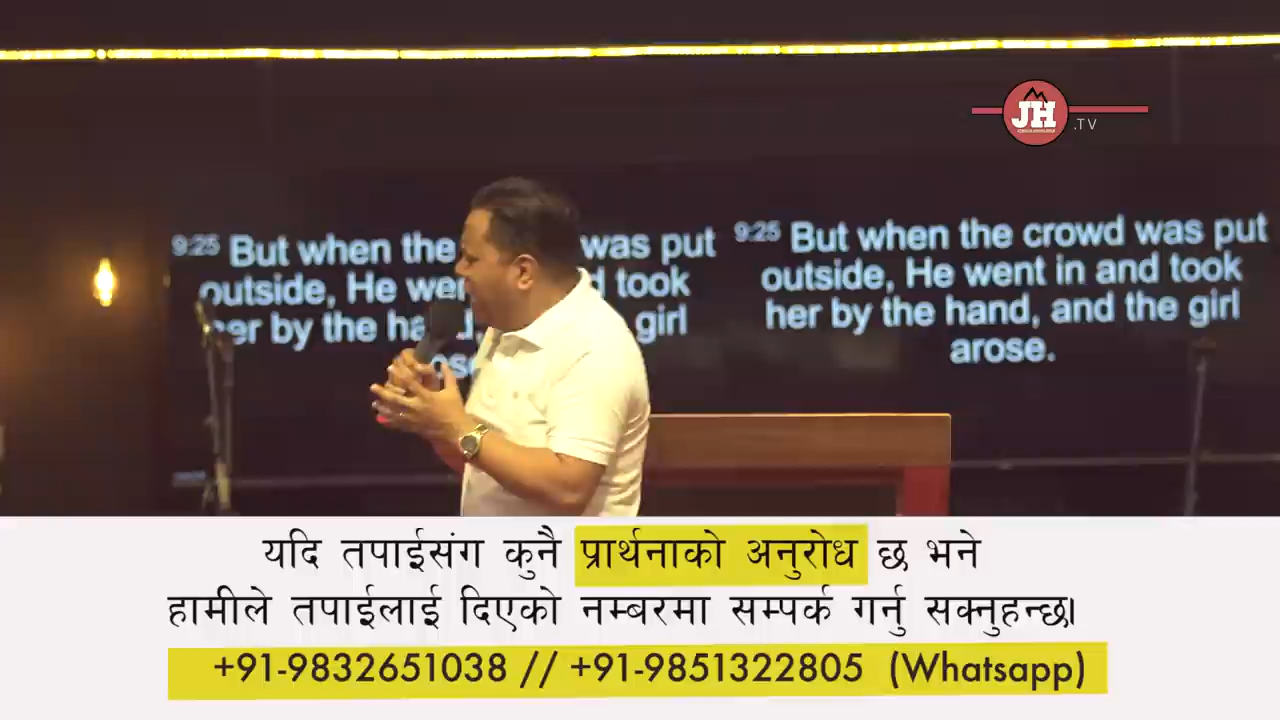 JH
.TV
9:25 But when the was put
outside, He went took
her by the hand, girl
9:25 But when the crowd was put
outside, He went in and took
her by the hand, and the girl
arose.
यदि तपाईसंग कुनै प्रार्थनाको अनुरोध छ भने
हामीले तपाईलाई दिएको नम्बरमा सम्पर्क गर्नु सक्नुहन्छ।
+91-9832651038 // +91-9851322805 (Whatsapp)